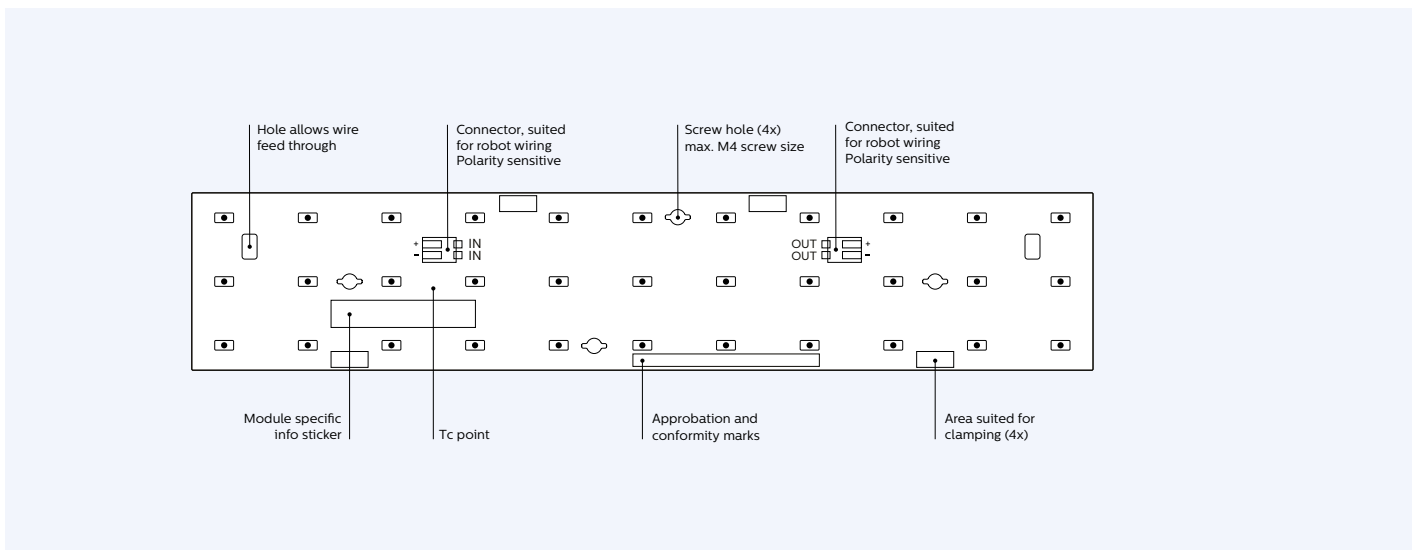 Hole allows wire
feed through
Connector, suited
for robot wiring
Polarity sensitive
Screw hole (4x)
max. M4 screw size
Connector, suited
for robot wiring
Polarity sensitive
+ IN
- IN
OUT +
OUT -
Module specific
info sticker
Tc point
Approbation and
conformity marks
Area suited for
clamping (4x)